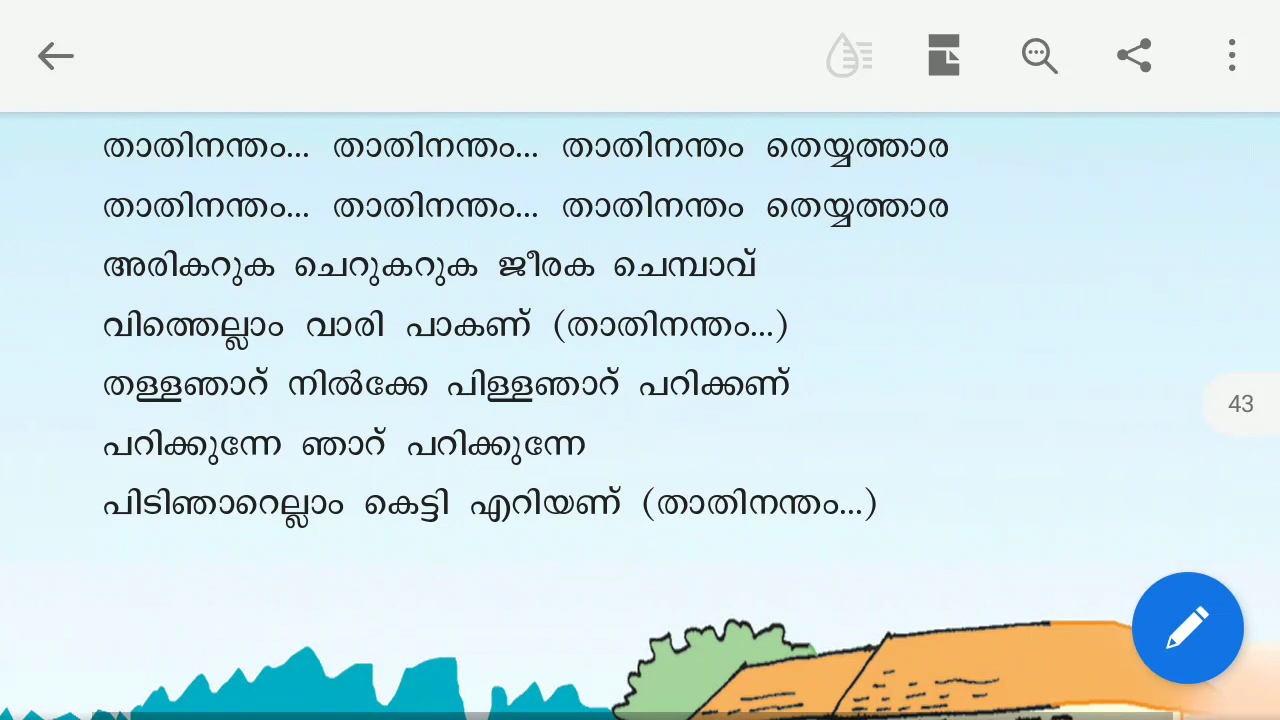 താതിനന്തം... താതിനന്തം... താതിനന്തം തെയ്യത്താര
താതിനന്തം... താതിനന്തം... താതിനന്തം തെയ്യത്താര
അരികറുക ചെറുകറുക ജീരക ചെമ്പാവ്
വിത്തെല്ലാം വാരി പാകണ് (താതിനന്തം...)
തള്ളഞാറ് നിൽക്കേ പിള്ളഞാറ് പറിക്കണ്
43
പറിക്കുന്നേ ഞാറ് പറിക്കുന്നേ
പിടിഞാറെല്ലാം കെട്ടി എറിയണ് (താതിനന്തം...)